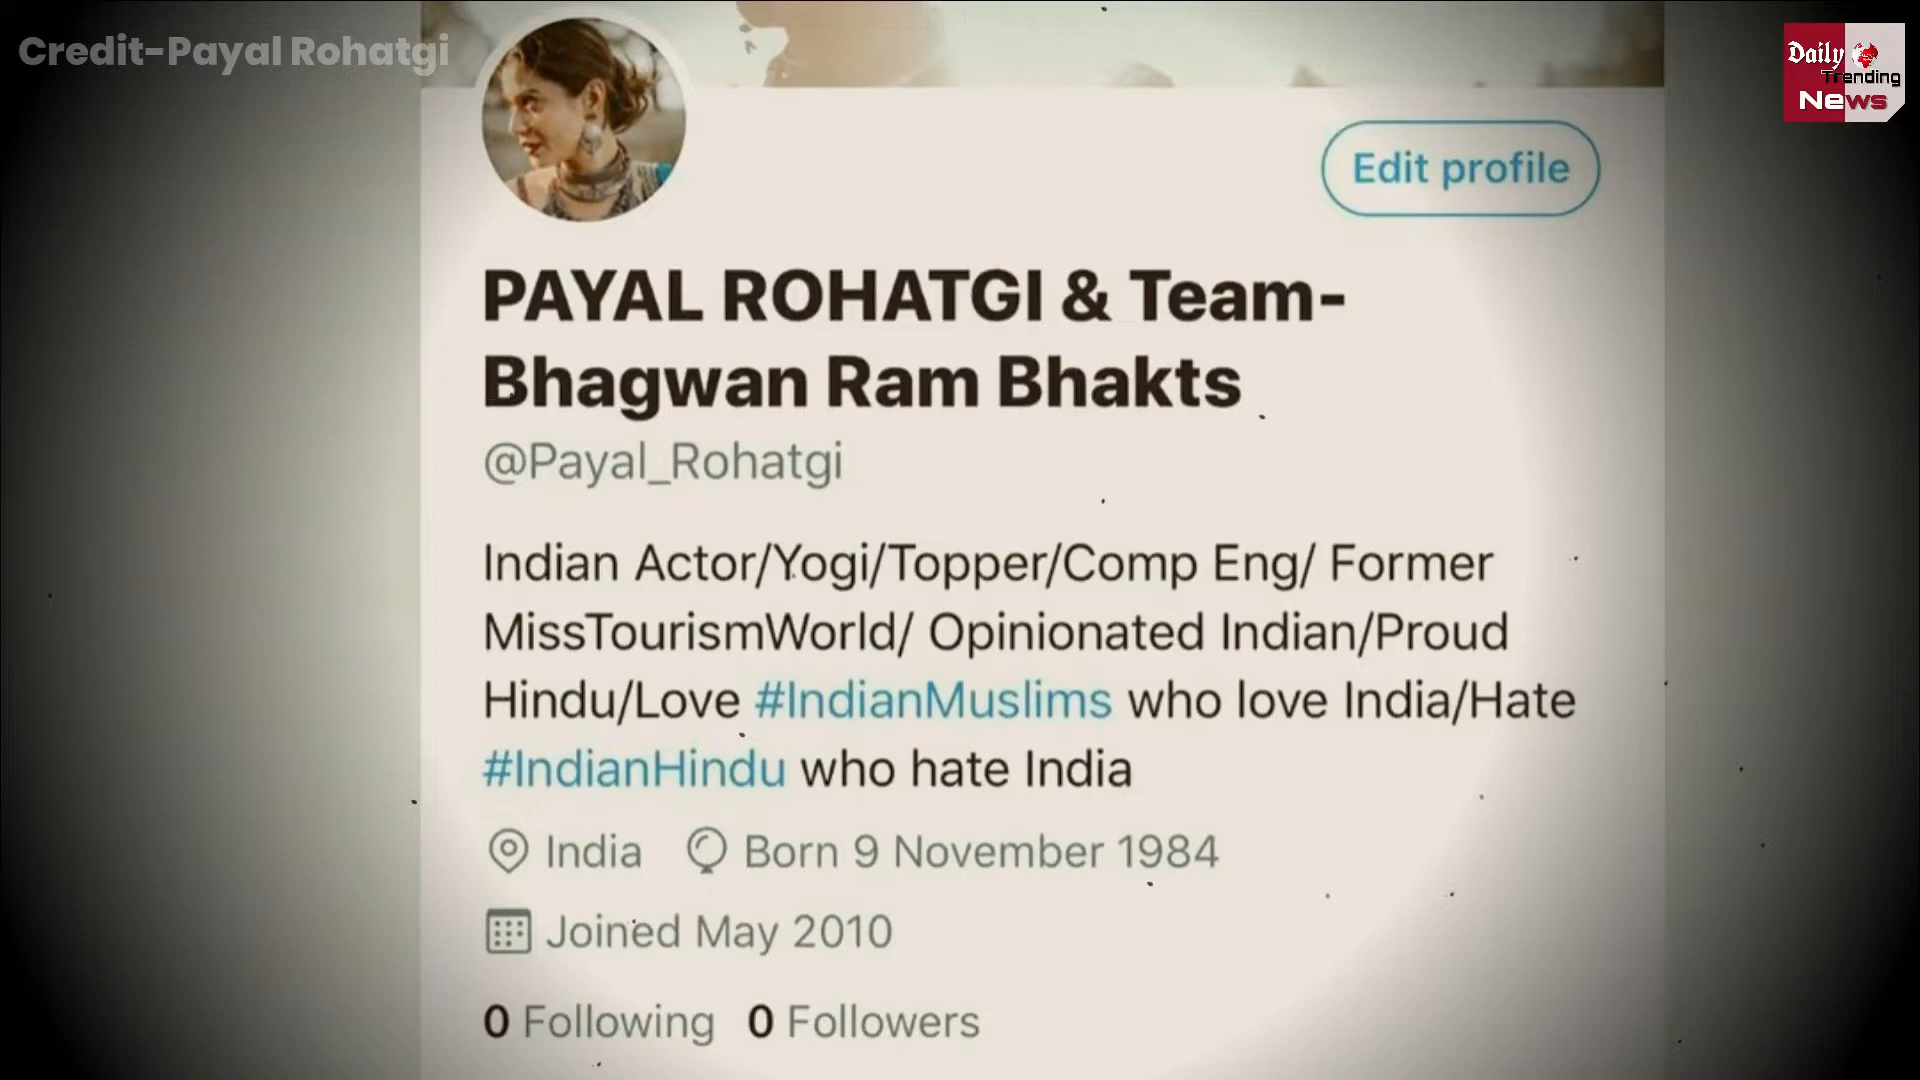 Credit-Payal Rohatgi
Daily
Trending
News
Edit profile
PAYAL ROHATGI & Team-
Bhagwan Ram Bhakts
@Payal_Rohatgi
Indian Actor/Yogi/Topper/Comp Eng/ Former
MissTourismWorld/ Opinionated Indian/Proud
Hindu/Love #IndianMuslims who love India/Hate
#IndianHindu who hate India
India Born 9 November 1984
Joined May 2010
0 Following 0 Followers